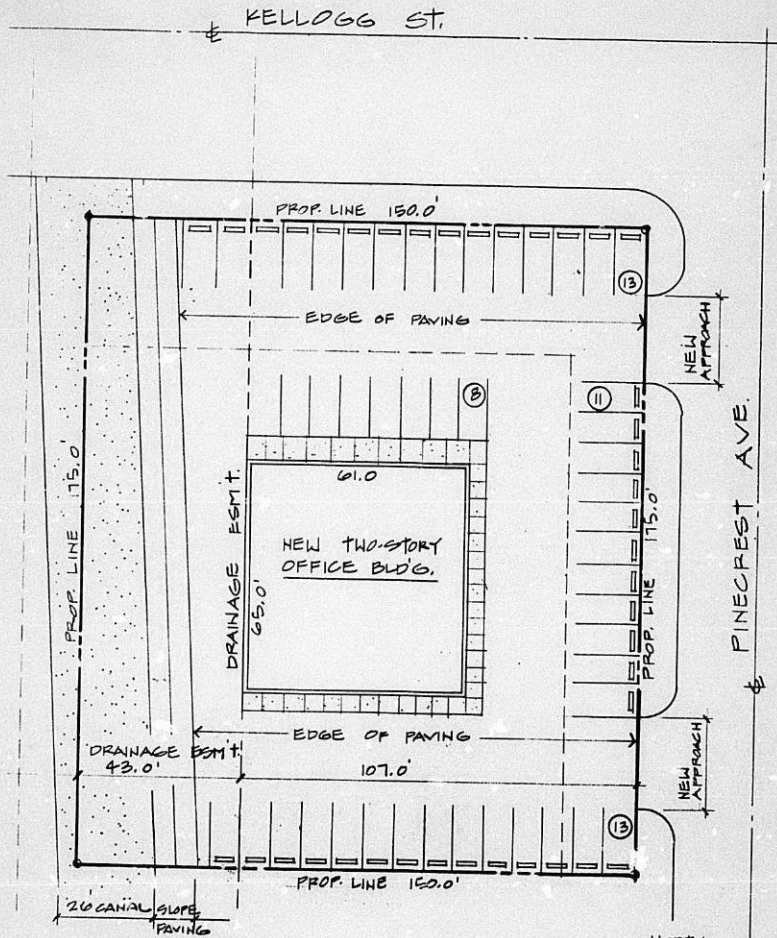 KELLOGG ST.
℄
PROP. LINE 150.0'
13
EDGE OF PAVING
NEW
APPROACH
8
11
PROP. LINE 175.0'
61.0
DRAINAGE ESM'T.
65.0'
NEW TWO-STORY
OFFICE BLD'G.
PROP. LINE 175.0'
PINECREST AVE.
℄
EDGE OF PAVING
DRAINAGE ESM'T.
43.0'
107.0'
NEW
APPROACH
13
PROP. LINE 150.0'
26' CANAL
SLOPE
PAVING